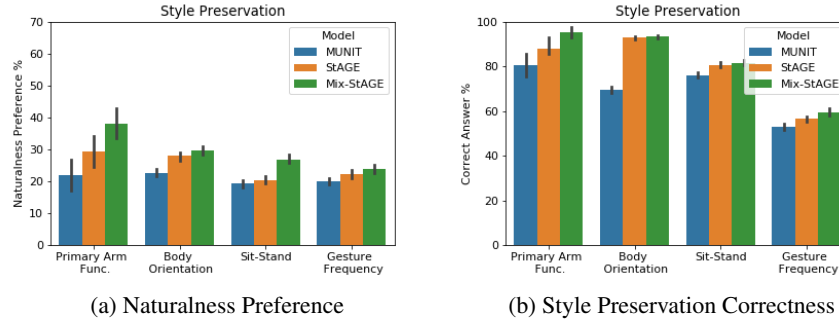 Style Preservation
Naturalness Preference %
70
60
50
40
30
20
10
0
Model
MUNIT
StAGE
Mix-StAGE
Primary Arm
Func.
Body
Orientation
Sit-Stand
Gesture
Frequency
(a) Naturalness Preference
Style Preservation
Correct Answer %
100
80
60
40
20
0
Model
MUNIT
StAGE
Mix-StAGE
Primary Arm
Func.
Body
Orientation
Sit-Stand
Gesture
Frequency
(b) Style Preservation Correctness